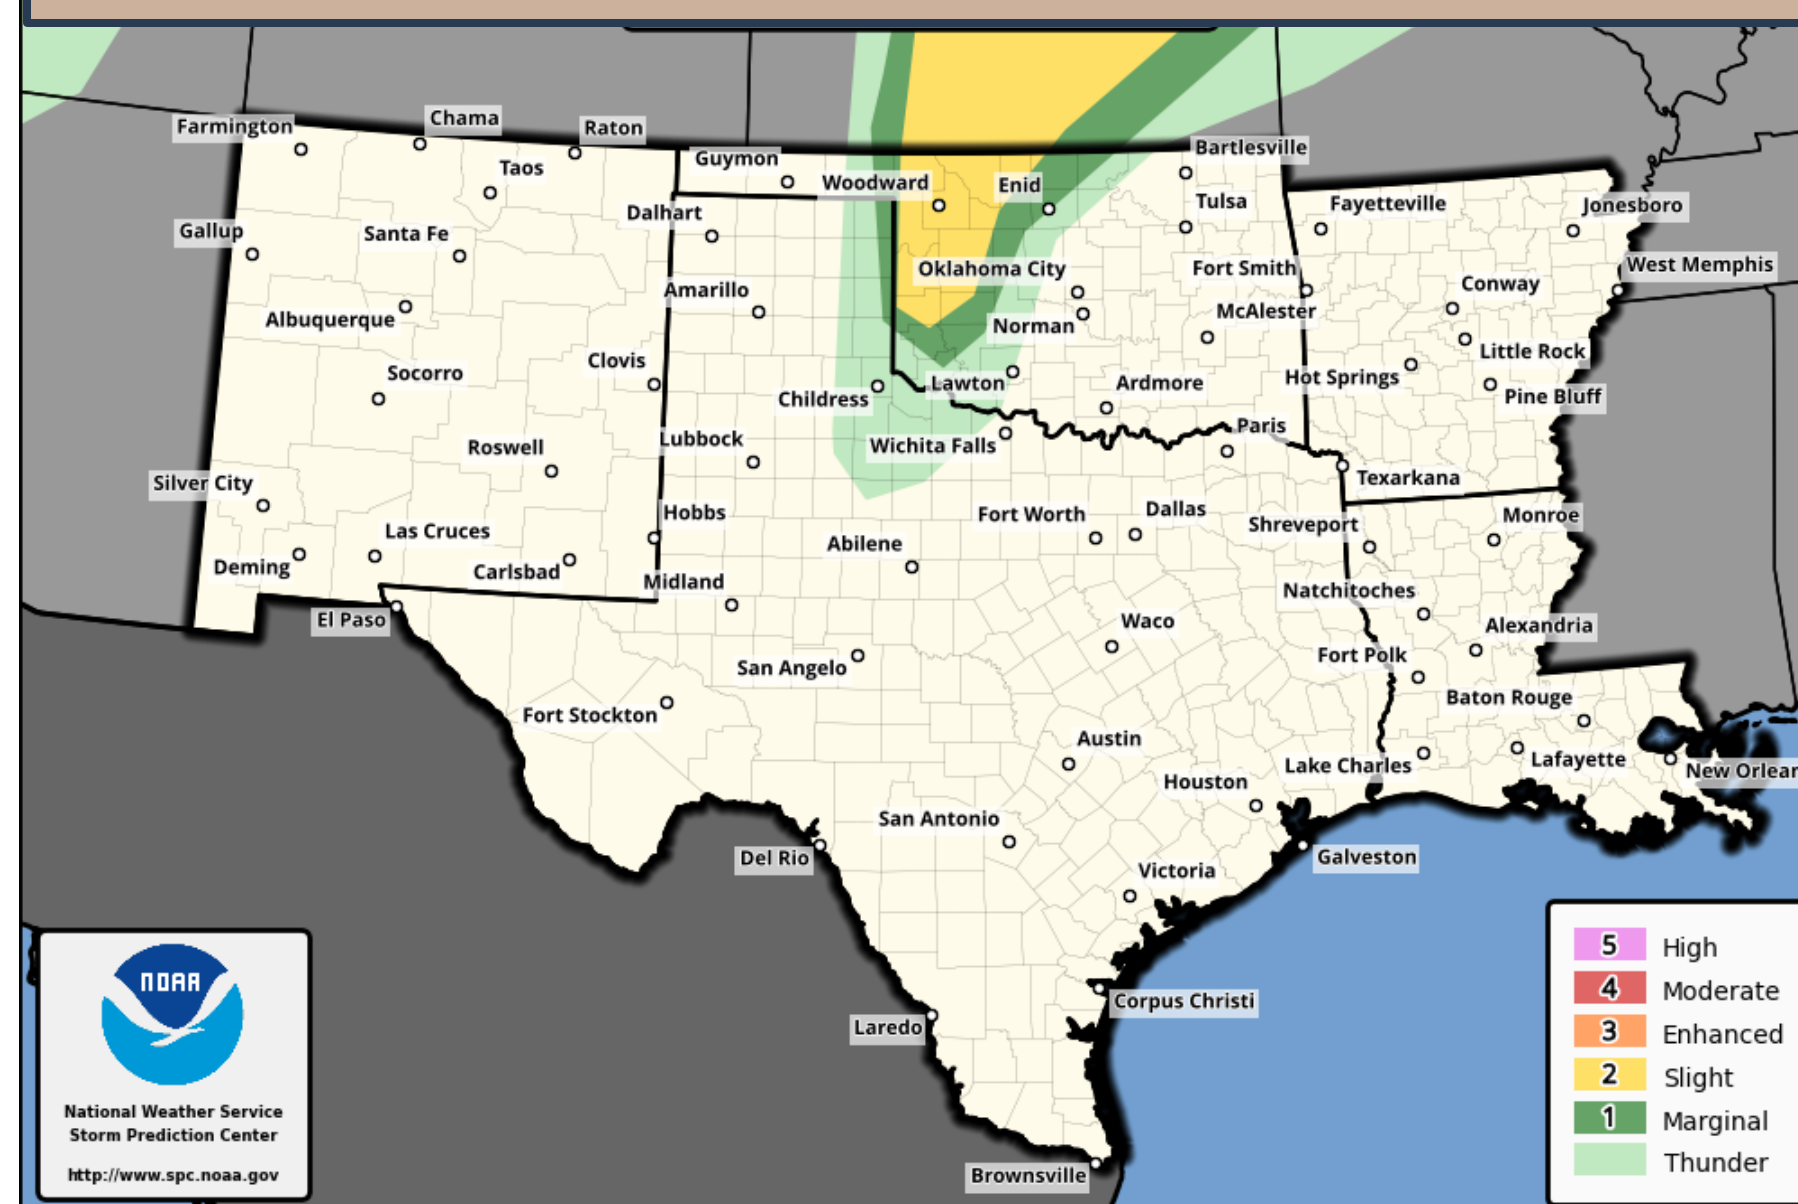 Farmington
Chama
Raton
Taos
Guymon
Woodward
Enid
Bartlesville
Tulsa
Fayetteville
Jonesboro
Gallup
Santa Fe
Dalhart
Oklahoma City
Fort Smith
West Memphis
Amarillo
Conway
Albuquerque
Norman
McAlester
Little Rock
Socorro
Clovis
Childress
Lawton
Ardmore
Hot Springs
Pine Bluff
Roswell
Lubbock
Wichita Falls
Paris
Texarkana
Silver City
Hobbs
Fort Worth
Dallas
Shreveport
Monroe
Las Cruces
Abilene
Deming
Carlsbad
Midland
Natchitoches
El Paso
Waco
Alexandria
San Angelo
Fort Polk
Fort Stockton
Baton Rouge
Austin
Houston
Lake Charles
Lafayette
New Orlean
San Antonio
Del Rio
Galveston
Victoria
Corpus Christi
Laredo
Brownsville
NOAA
National Weather Service
Storm Prediction Center
http://www.spc.noaa.gov
5 High
4 Moderate
3 Enhanced
2 Slight
1 Marginal
Thunder